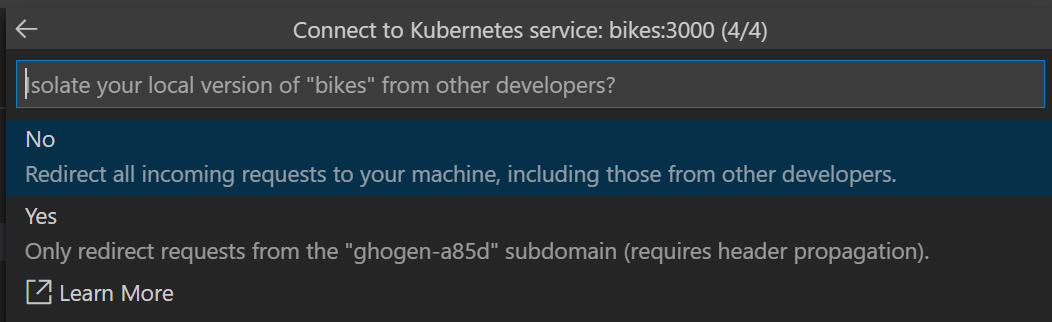 Connect to Kubernetes service: bikes:3000 (4/4)
Isolate your local version of "bikes" from other developers?
No
Redirect all incoming requests to your machine, including those from other developers.
Yes
Only redirect requests from the "ghogen-a85d" subdomain (requires header propagation).
Learn More